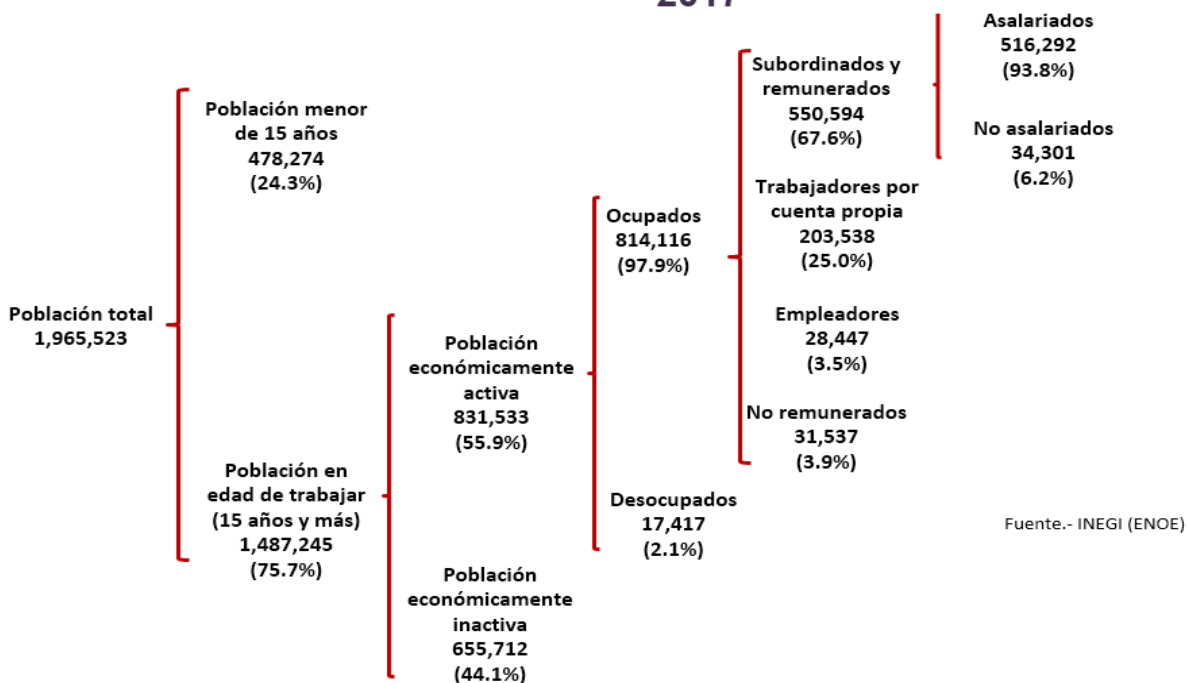 Población total
1,965,523
Población menor
de 15 años
478,274
(24.3%)
Población en
edad de trabajar
(15 años y más)
1,487,245
(75.7%)
Población
económicamente
activa
831,533
(55.9%)
Población
económicamente
inactiva
655,712
(44.1%)
Ocupados
814,116
(97.9%)
Desocupados
17,417
(2.1%)
Subordinados y
remunerados
550,594
(67.6%)
Trabajadores por
cuenta propia
203,538
(25.0%)
Empleadores
28,447
(3.5%)
No remunerados
31,537
(3.9%)
Asalariados
516,292
(93.8%)
No asalariados
34,301
(6.2%)
Fuente.- INEGI (ENOE)